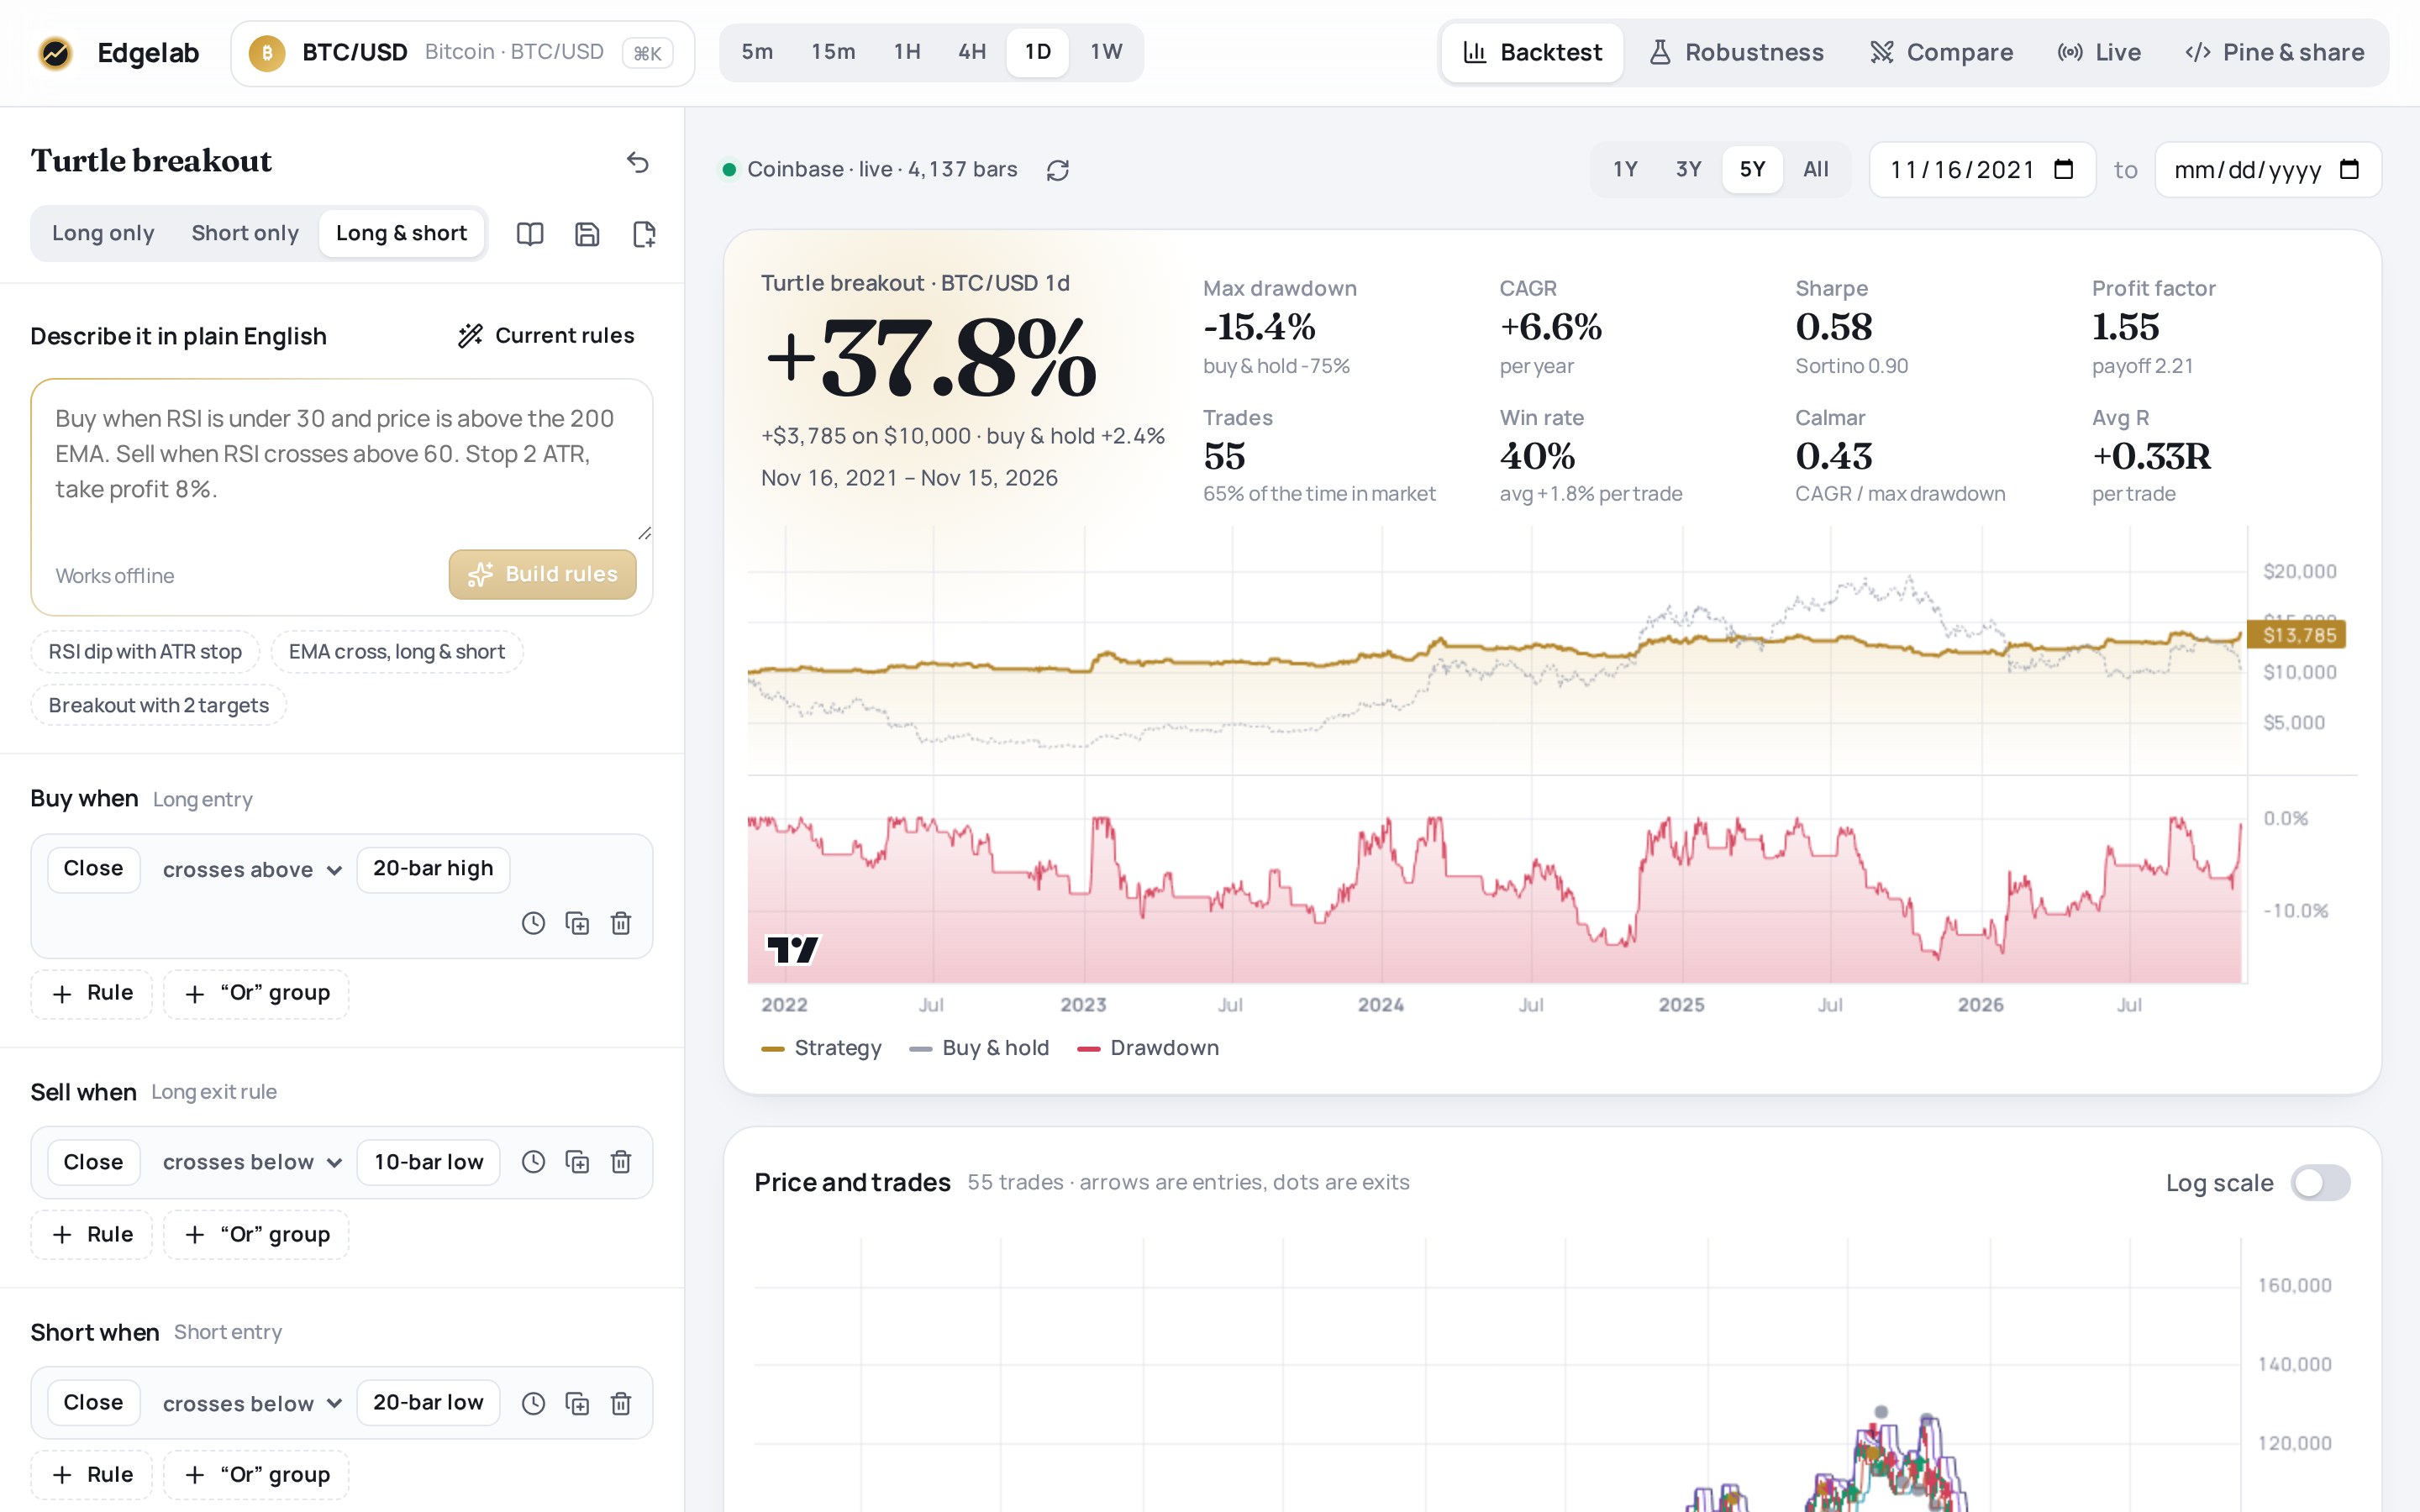 Edgelab
BTC/USD Bitcoin · BTC/USD ⌘K
5m 15m 1H 4H 1D 1W
Backtest Robustness Compare Live Pine & share
Turtle breakout
Long only Short only Long & short
Describe it in plain English Current rules
Buy when RSI is under 30 and price is above the 200
EMA. Sell when RSI crosses above 60. Stop 2 ATR,
take profit 8%.
Works offline Build rules
RSI dip with ATR stop EMA cross, long & short
Breakout with 2 targets
Buy when Long entry
Close crosses above 20-bar high
+ Rule + “Or” group
Sell when Long exit rule
Close crosses below 10-bar low
+ Rule + “Or” group
Short when Short entry
Close crosses below 20-bar low
+ Rule + “Or” group
Coinbase · live · 4,137 bars
1Y 3Y 5Y All 11/16/2021 to mm/dd/yyyy
Turtle breakout · BTC/USD 1d
+37.8%
+$3,785 on $10,000 · buy & hold +2.4%
Nov 16, 2021 – Nov 15, 2026
Max drawdown
-15.4%
buy & hold -75%
CAGR
+6.6%
per year
Sharpe
0.58
Sortino 0.90
Profit factor
1.55
payoff 2.21
Trades
55
65% of the time in market
Win rate
40%
avg +1.8% per trade
Calmar
0.43
CAGR / max drawdown
Avg R
+0.33R
per trade
$20,000
$13,785
$10,000
$5,000
0.0%
-10.0%
2022 Jul 2023 Jul 2024 Jul 2025 Jul 2026 Jul
Strategy Buy & hold Drawdown
Price and trades 55 trades · arrows are entries, dots are exits
Log scale
160,000
140,000
120,000